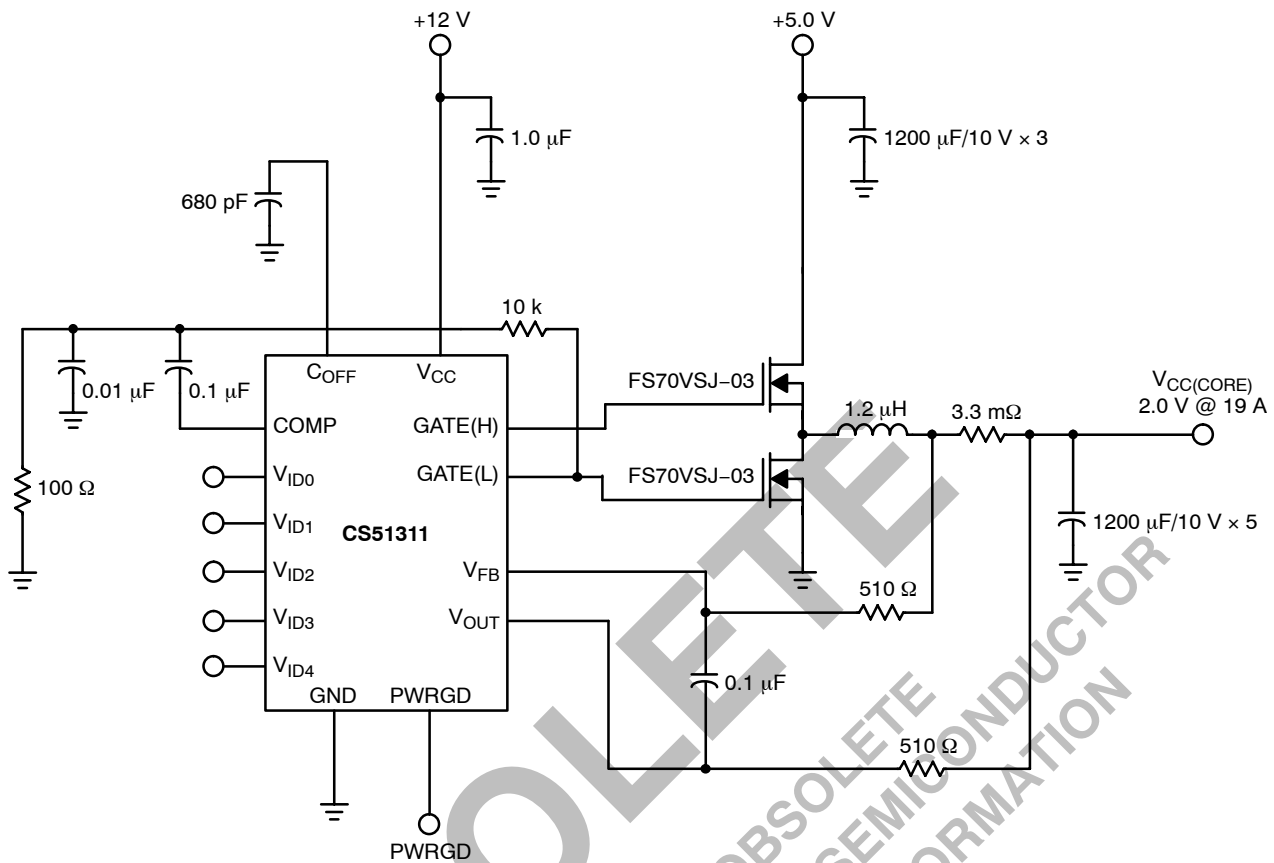 +12 V
+5.0 V
1.0 μF
1200 μF/10 V × 3
680 pF
10 k
0.01 μF
0.1 μF
COFF
VCC
FS70VSJ−03
VCC(CORE)
2.0 V @ 19 A
1.2 μH
3.3 mΩ
COMP
GATE(H)
100 Ω
VID0
GATE(L)
FS70VSJ−03
VID1
CS51311
1200 μF/10 V × 5
VID2
VFB
510 Ω
VID3
VOUT
VID4
0.1 μF
GND
PWRGD
510 Ω
PWRGD
OLETE
OBSOLETE
SEMICONDUCTOR
ORMATION